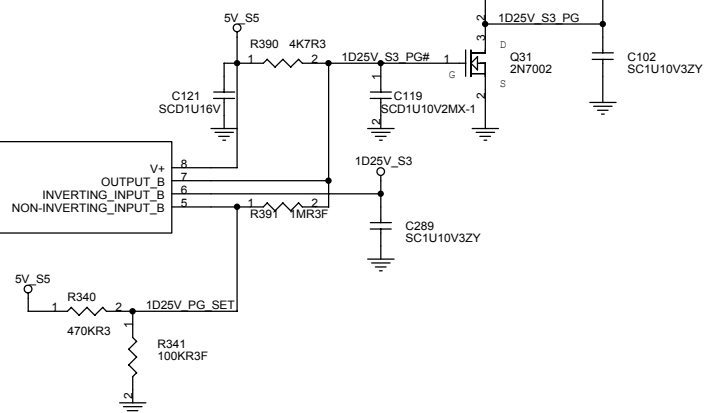 2
1D25V_S3_PG
5V_S5
R390 4K7R3
1 2
1D25V_S3_PG#
1
G
3
D
S
2
Q31
2N7002
C102
SC1U10V3ZY
C121
SCD1U16V
1
C119
SCD1U10V2MX-1
2
1D25V_S3
V+ 8
OUTPUT_B 7
INVERTING_INPUT_B 6
NON-INVERTING_INPUT_B 5
1 2
R391 1MR3F
C289
SC1U10V3ZY
5V_S5
R340
1 2
1D25V_PG_SET
470KR3
1
R341
100KR3F
2